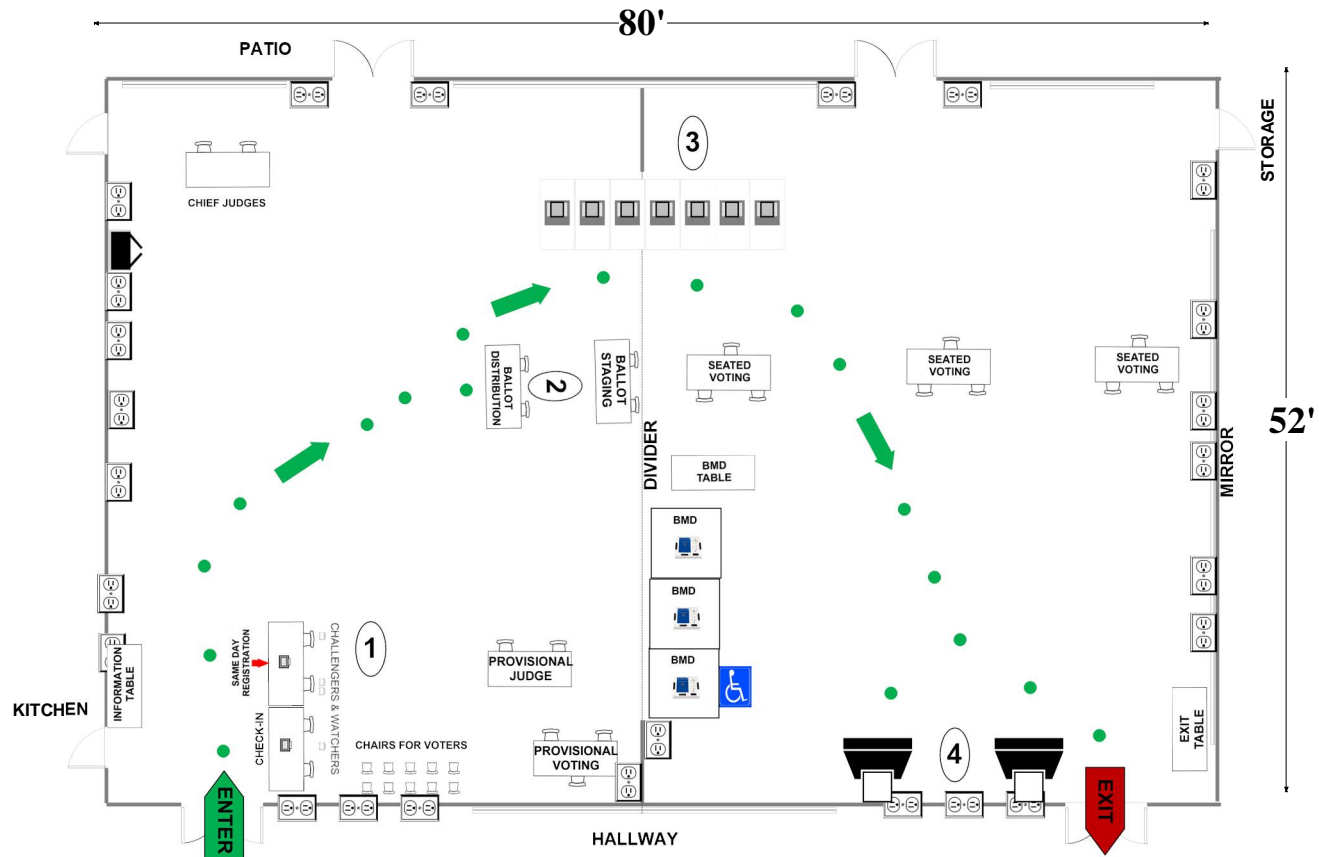 80'
PATIO
STORAGE
3
CHIEF JUDGES
BALLOT
DISTRIBUTION
2
BALLOT
STAGING
SEATED
VOTING
SEATED
VOTING
SEATED
VOTING
52'
DIVIDER
MIRROR
BMD
TABLE
BMD
BMD
BMD
SAME DAY
REGISTRATION
CHALLENGERS & WATCHERS
1
PROVISIONAL
JUDGE
INFORMATION
TABLE
KITCHEN
CHECK-IN
CHAIRS FOR VOTERS
PROVISIONAL
VOTING
4
EXIT
TABLE
ENTER
EXIT
HALLWAY